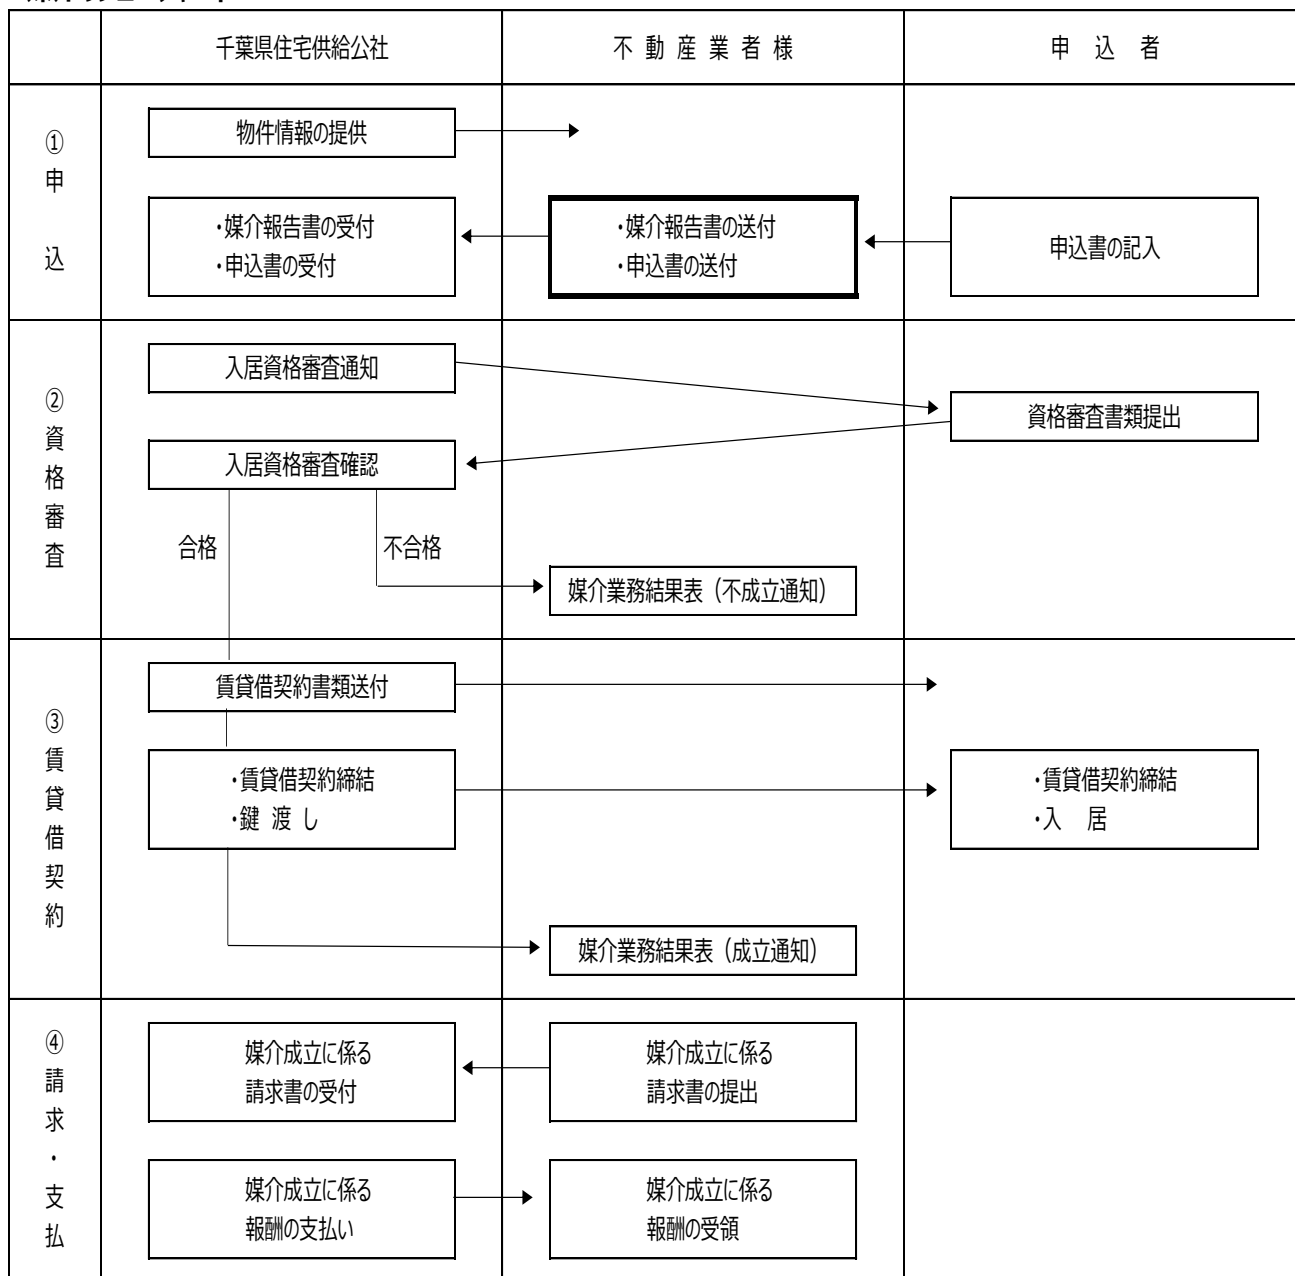 千葉県住宅供給公社
不動産業者様
申込者
①申込
物件情報の提供
・媒介報告書の受付
・申込書の受付
・媒介報告書の送付
・申込書の送付
申込書の記入
②資格審査
入居資格審査通知
資格審査書類提出
入居資格審査確認
合格
不合格
媒介業務結果表（不成立通知）
③賃貸借契約
賃貸借契約書類送付
・賃貸借契約締結
・鍵渡し
・賃貸借契約締結
・入居
媒介業務結果表（成立通知）
④請求・支払
媒介成立に係る
請求書の受付
媒介成立に係る
請求書の提出
媒介成立に係る
報酬の支払い
媒介成立に係る
報酬の受領